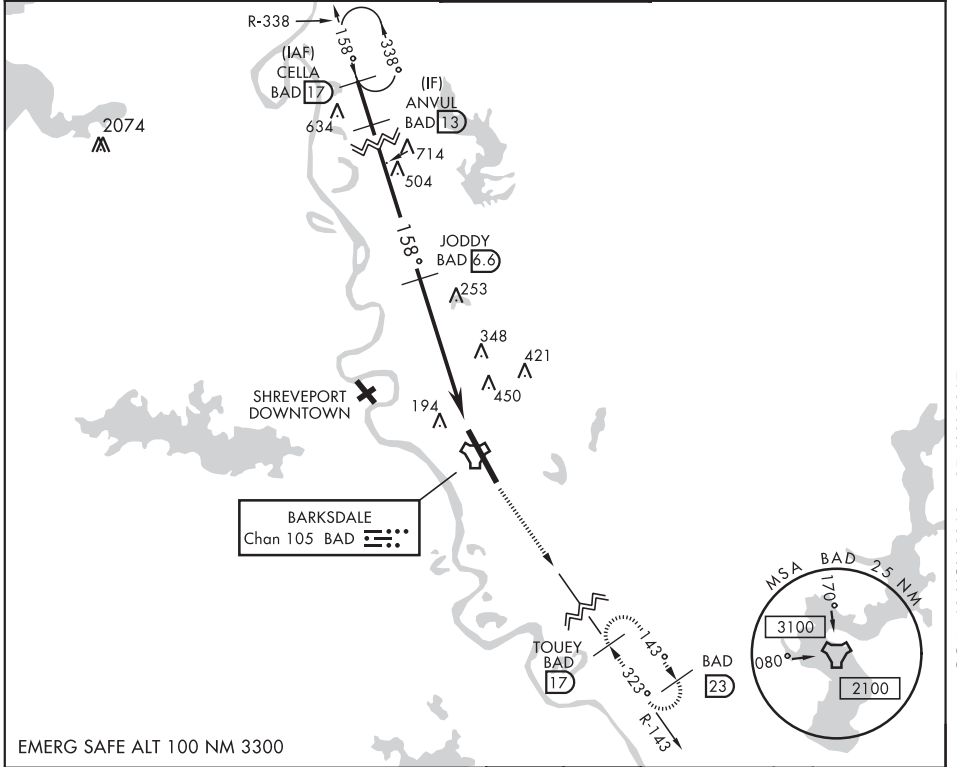 R-338
158°
338°
(IAF)
CELLA
BAD 17
(IF)
ANVUL
BAD 13
2074
634
714
504
158°
JODDY
BAD 6.6
253
348
421
450
194
SHREVEPORT
DOWNTOWN
BARKSDALE
Chan 105 BAD
MSA BAD 25 NM
170°
3100
080°
2100
TOUEY
BAD
17
143°
323°
BAD
23
R-143
EMERG SAFE ALT 100 NM 3300